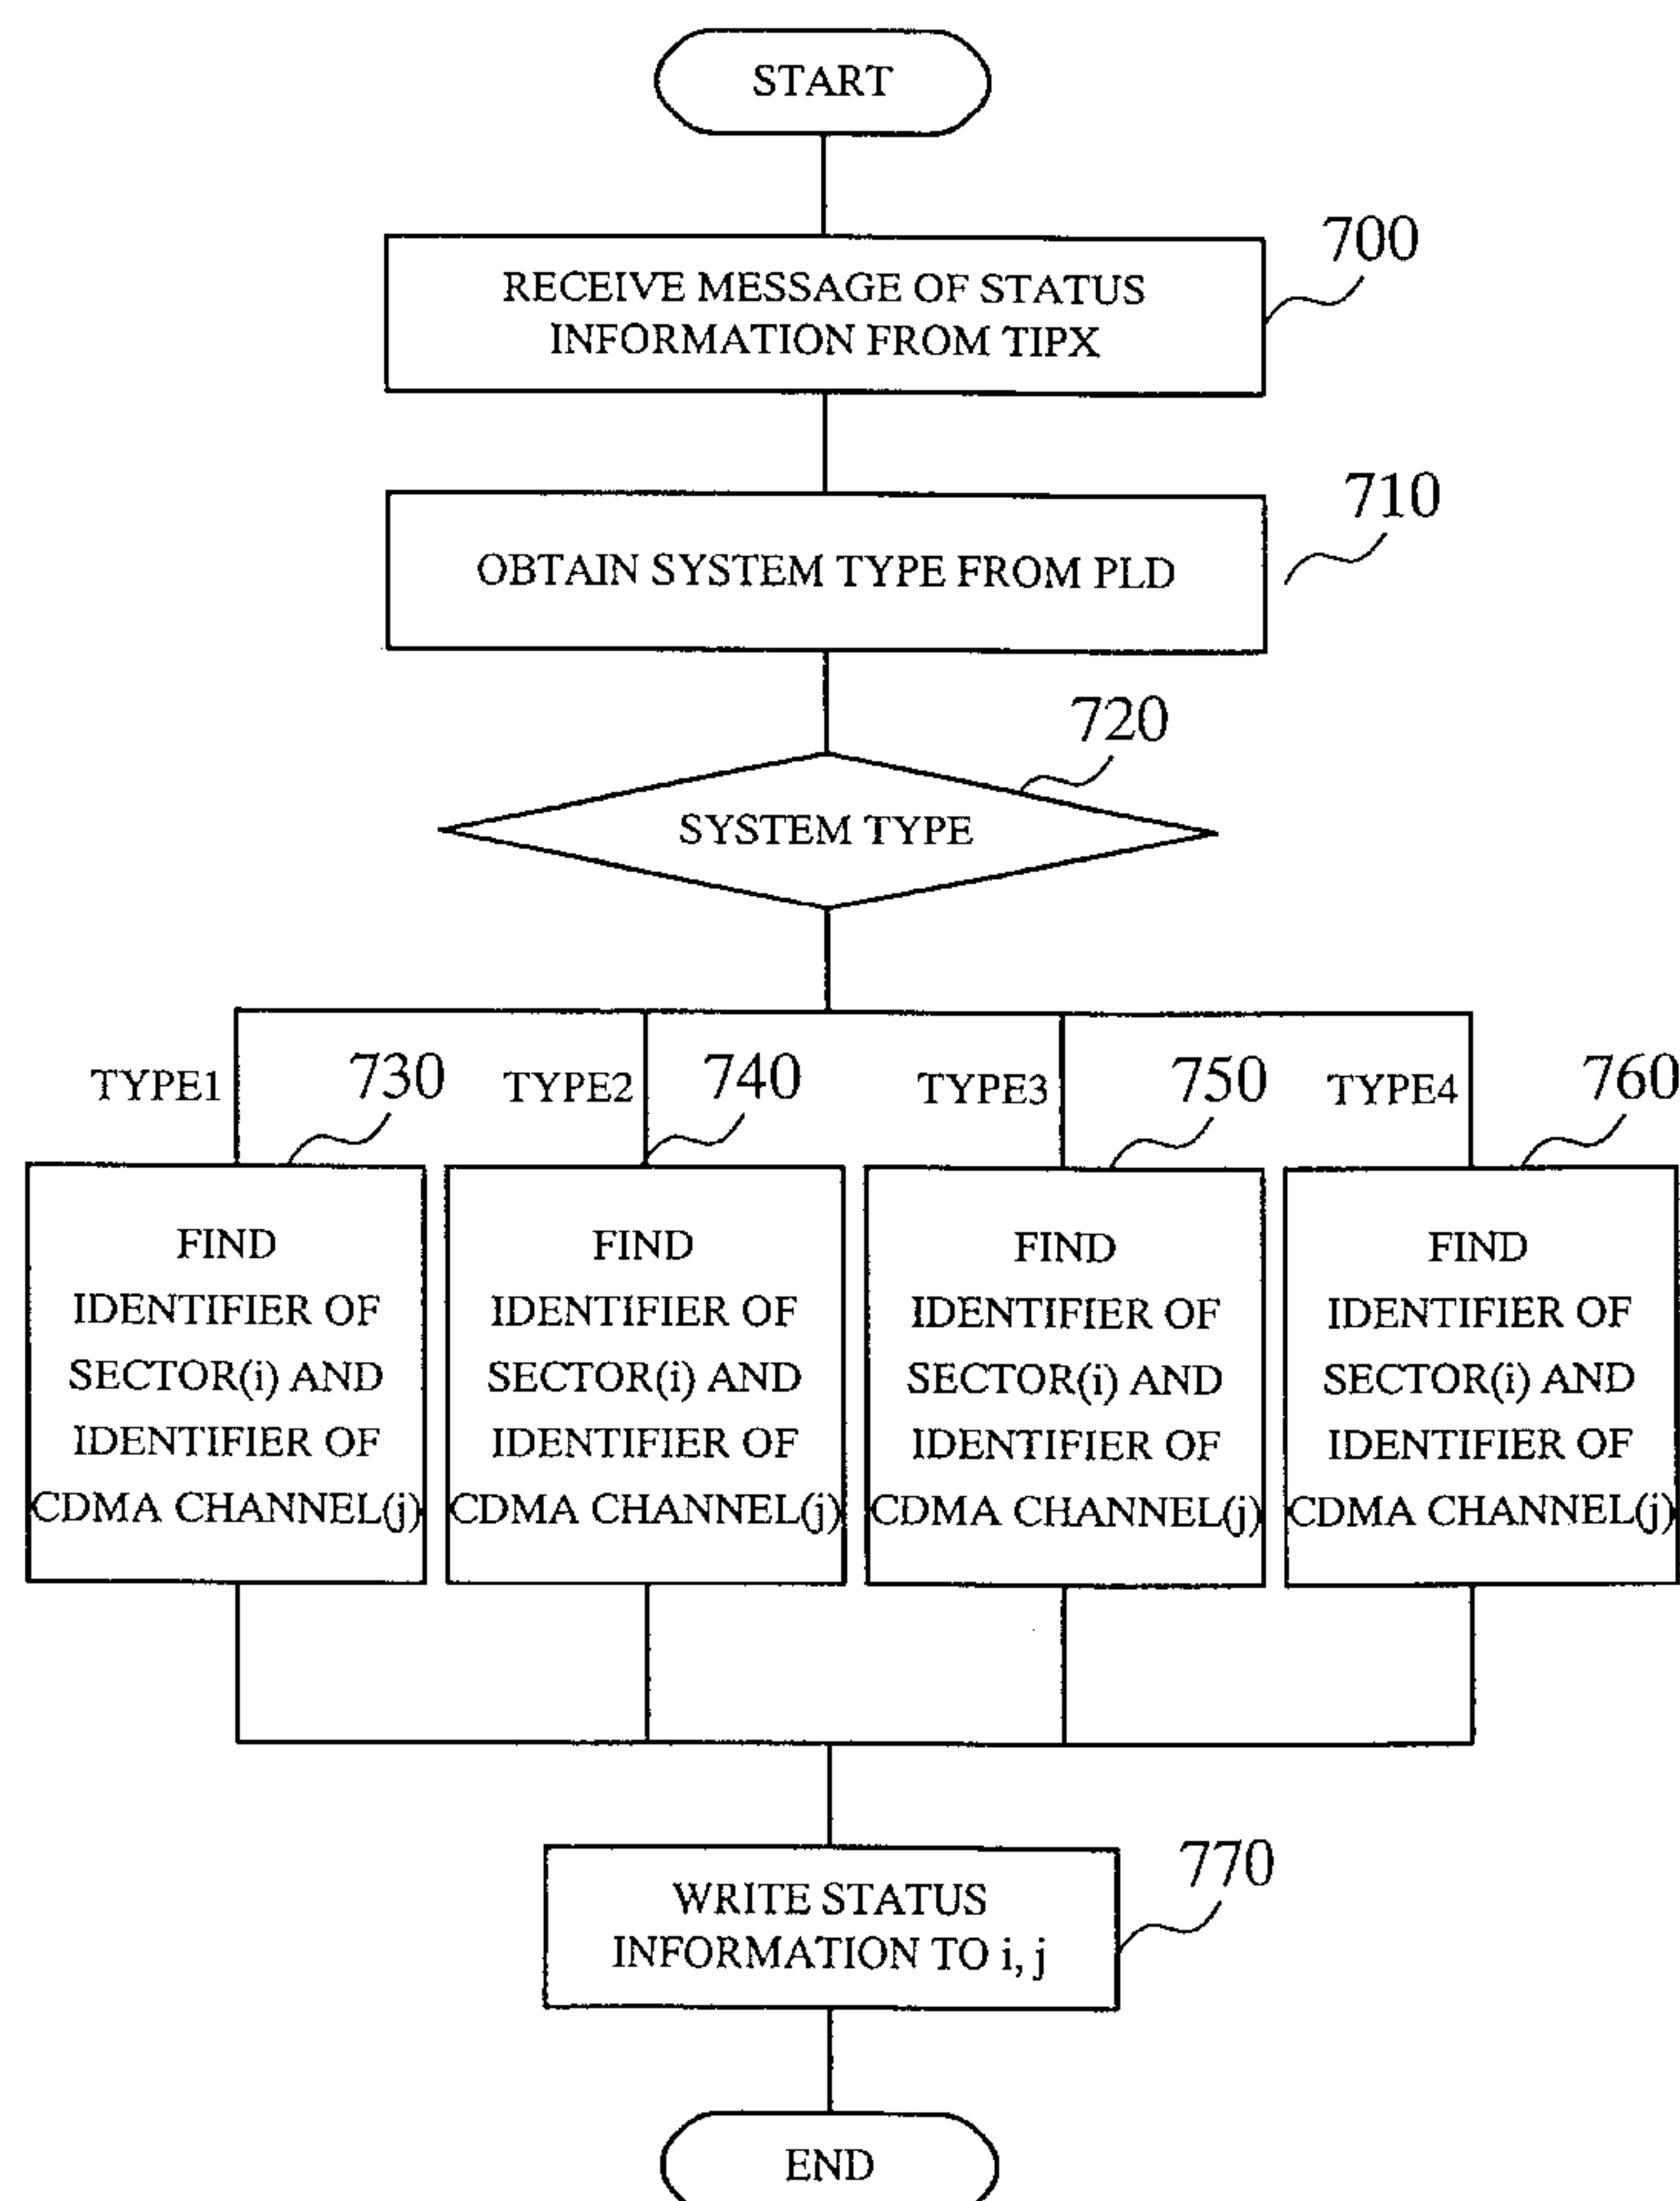 START
700
RECEIVE MESSAGE OF STATUS
INFORMATION FROM TIPX
710
OBTAIN SYSTEM TYPE FROM PLD
720
SYSTEM TYPE
TYPE1
730
TYPE2
740
TYPE3
750
TYPE4
760
FIND
IDENTIFIER OF
SECTOR(i) AND
IDENTIFIER OF
CDMA CHANNEL(j)
FIND
IDENTIFIER OF
SECTOR(i) AND
IDENTIFIER OF
CDMA CHANNEL(j)
FIND
IDENTIFIER OF
SECTOR(i) AND
IDENTIFIER OF
CDMA CHANNEL(j)
FIND
IDENTIFIER OF
SECTOR(i) AND
IDENTIFIER OF
CDMA CHANNEL(j)
770
WRITE STATUS
INFORMATION TO i, j
END